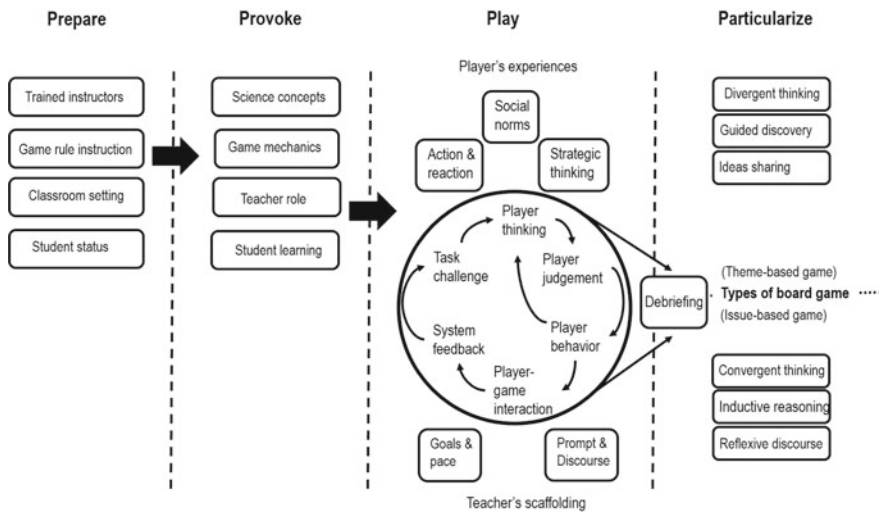 Prepare
Provoke
Play
Particularize
Trained instructors
Game rule instruction
Classroom setting
Student status
Science concepts
Game mechanics
Teacher role
Student learning
Player's experiences
Social
norms
Action &
reaction
Strategic
thinking
Player
thinking
Player
judgement
Player
behavior
Player-
game
interaction
System
feedback
Task
challenge
Goals &
pace
Prompt &
Discourse
Teacher's scaffolding
Divergent thinking
Guided discovery
Ideas sharing
Debriefing
(Theme-based game)
Types of board game
(Issue-based game)
Convergent thinking
Inductive reasoning
Reflexive discourse